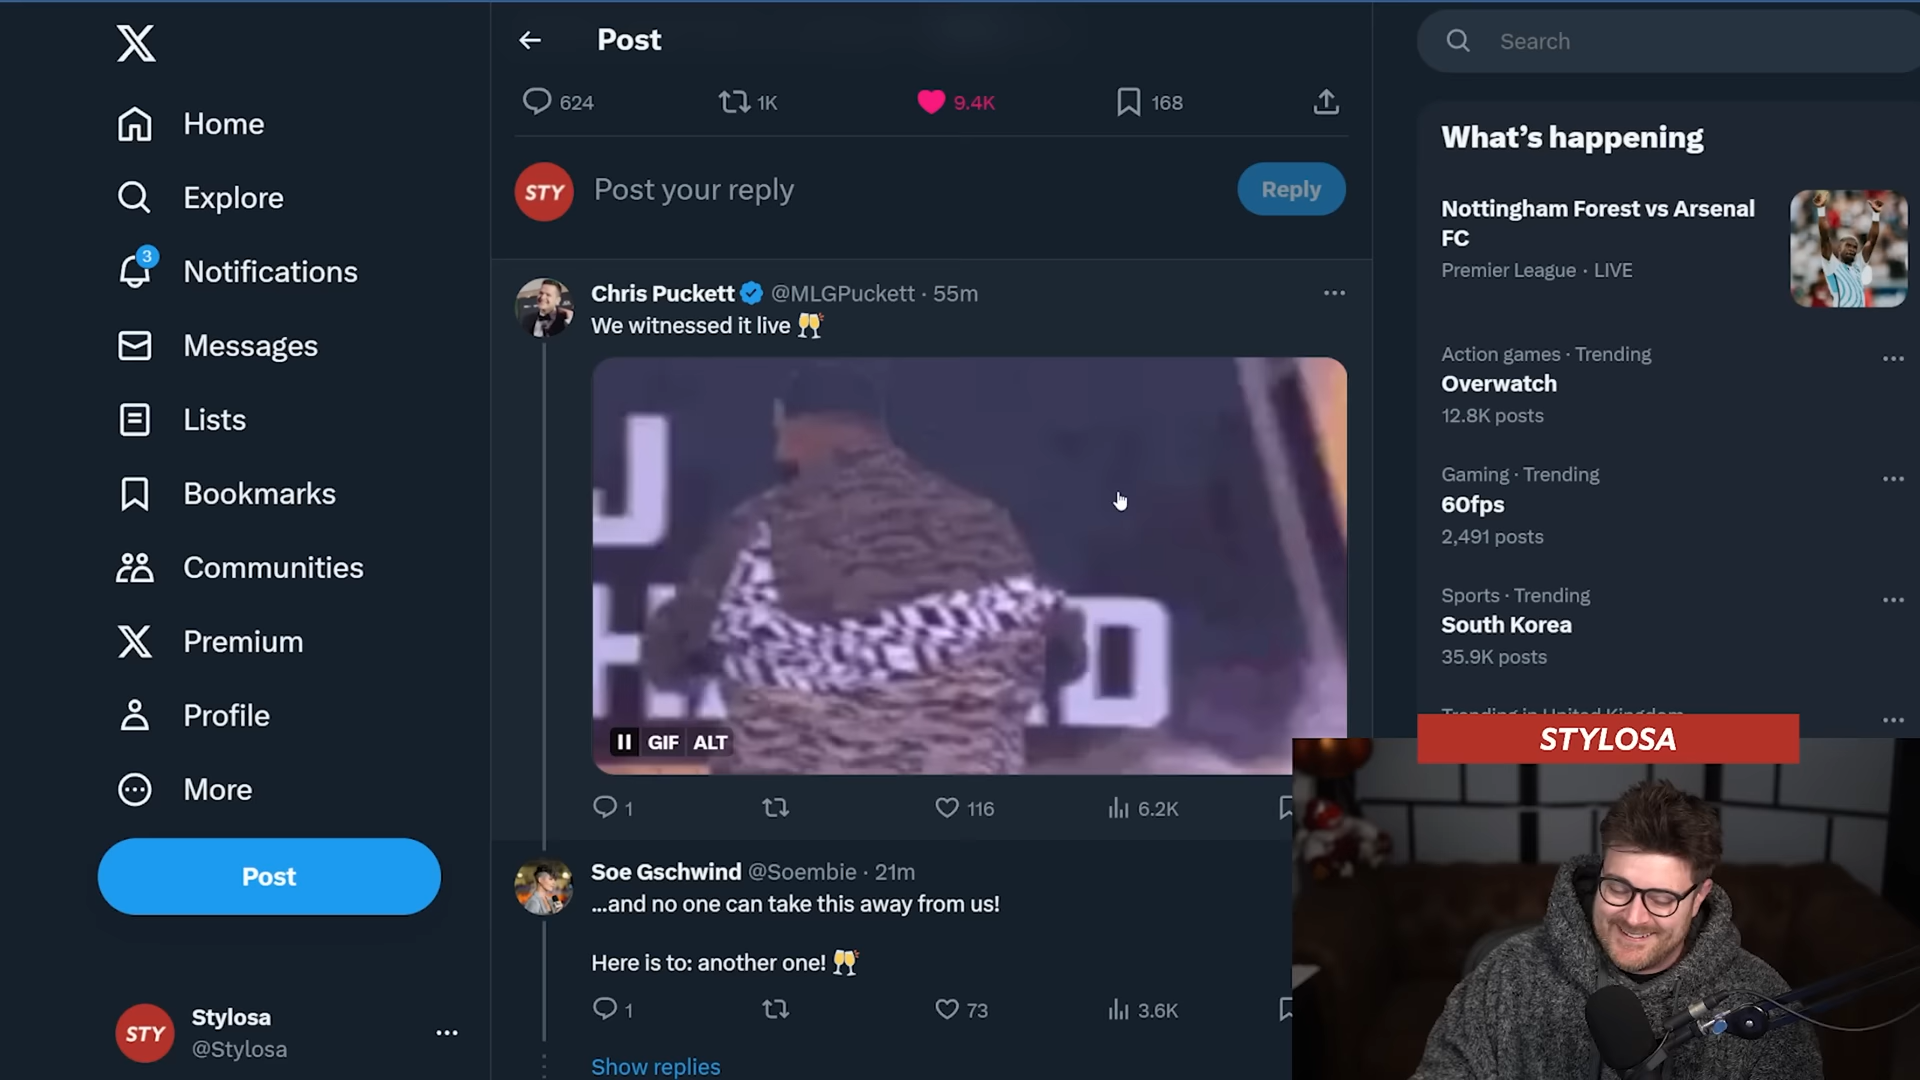 Post
Search
Home
Explore
3
Notifications
Messages
Lists
Bookmarks
Communities
Premium
Profile
More
Post
Stylosa
@Stylosa
624
1K
9.4K
168
STY
Post your reply
Reply
Chris Puckett @MLGPuckett · 55m
We witnessed it live 🥂
J
H
D
GIF ALT
1
116
6.2K
Soe Gschwind @Soembie · 21m
...and no one can take this away from us!
Here is to: another one! 🥂
1
73
3.6K
Show replies
What's happening
Nottingham Forest vs Arsenal
FC
Premier League · LIVE
Action games · Trending
Overwatch
12.8K posts
Gaming · Trending
60fps
2,491 posts
Sports · Trending
South Korea
35.9K posts
Trending in United Kingdom
STYLOSA
STY